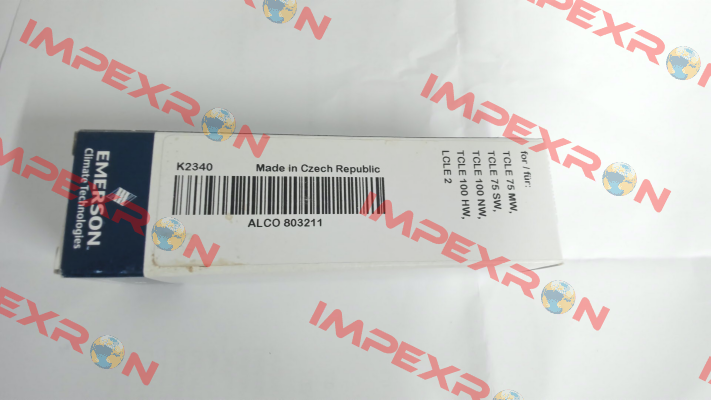 EMERSON
Climate Technologies
K2340 Made in Czech Republic
ALCO 803211
for / für:
TCLE 75 MW,
TCLE 75 SW,
TCLE 100 NW,
TCLE 100 HW,
LCLE 2
IMPEXRON
IMPEXRON
IMPEXRON
IMPEXRON
IMPEXRON
IMPEXRON
IMPEXRON
IMPEXRON